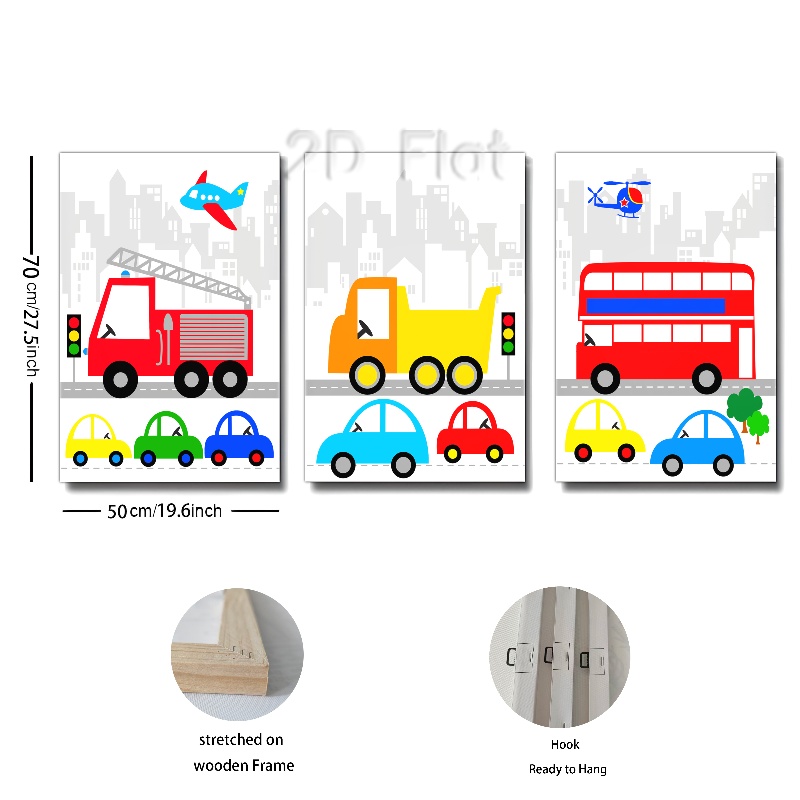 2D Flat
70 cm/27.5inch
50 cm/19.6inch
stretched on
wooden Frame
Hook
Ready to Hang